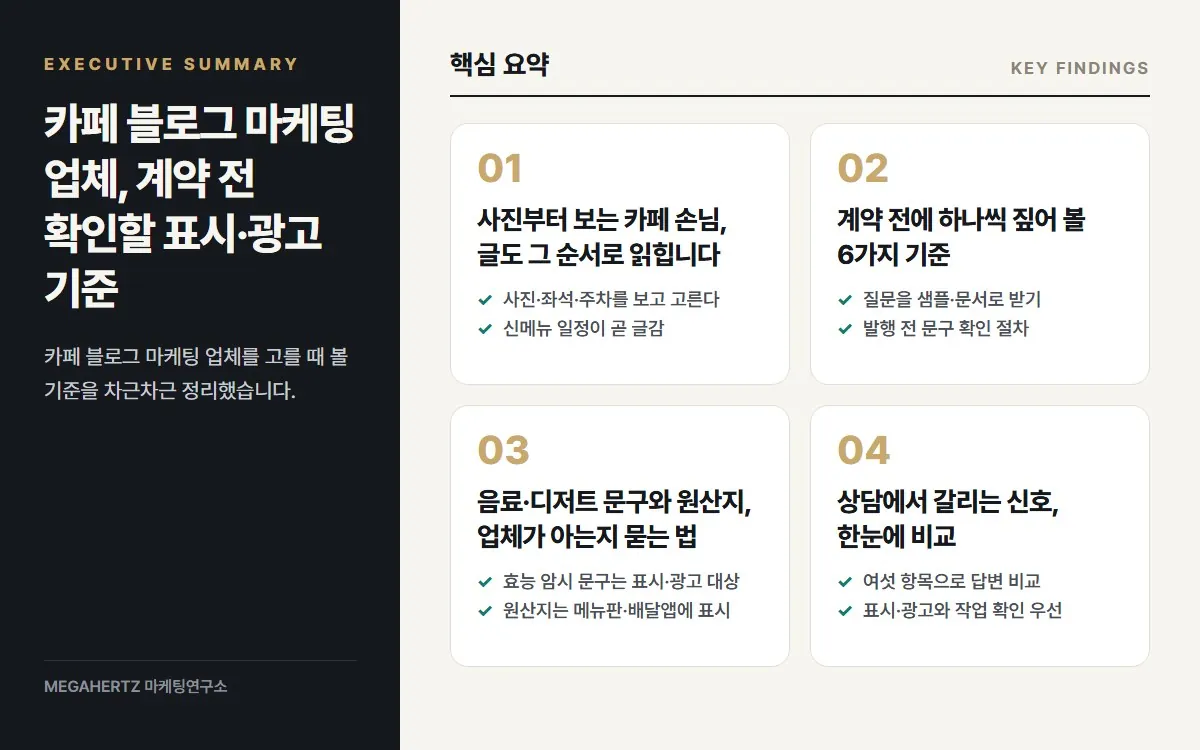 EXECUTIVE SUMMARY
카페 블로그 마케팅
업체, 계약 전
확인할 표시·광고
기준
카페 블로그 마케팅 업체를 고를 때 볼
기준을 차근차근 정리했습니다.
MEGAHERTZ 마케팅연구소
핵심 요약
KEY FINDINGS
01
사진부터 보는 카페 손님,
글도 그 순서로 읽힙니다
사진·좌석·주차를 보고 고른다
신메뉴 일정이 곧 글감
02
계약 전에 하나씩 짚어 볼
6가지 기준
질문을 샘플·문서로 받기
발행 전 문구 확인 절차
03
음료·디저트 문구와 원산지,
업체가 아는지 묻는 법
효능 암시 문구는 표시·광고 대상
원산지는 메뉴판·배달앱에 표시
04
상담에서 갈리는 신호,
한눈에 비교
여섯 항목으로 답변 비교
표시·광고와 작업 확인 우선